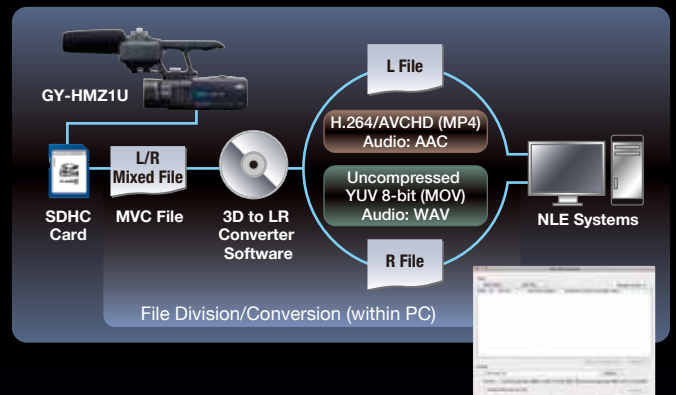 GY-HMZ1U
L File
H.264/AVCHD (MP4)
Audio: AAC
L/R
Mixed File
Uncompressed
YUV 8-bit (MOV)
Audio: WAV
SDHC
Card
MVC File
3D to LR
Converter
Software
NLE Systems
R File
File Division/Conversion (within PC)